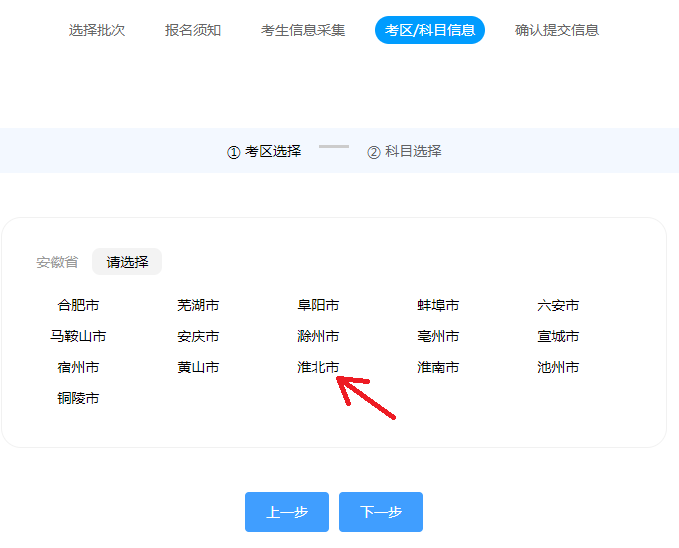 选择批次 报名须知 考生信息采集 考区/科目信息 确认提交信息
① 考区选择 ② 科目选择
安徽省 请选择
合肥市 芜湖市 阜阳市 蚌埠市 六安市
马鞍山市 安庆市 滁州市 亳州市 宣城市
宿州市 黄山市 淮北市 淮南市 池州市
铜陵市
上一步 下一步